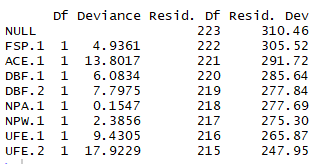 Df Deviance Resid. Df Resid. Dev
NULL 223 310.46
FSP.1 1 4.9361 222 305.52
ACE.1 1 13.8017 221 291.72
DBF.1 1 6.0834 220 285.64
DBF.2 1 7.7975 219 277.84
NPA.1 1 0.1547 218 277.69
NPW.1 1 2.3856 217 275.30
UFE.1 1 9.4305 216 265.87
UFE.2 1 17.9229 215 247.95